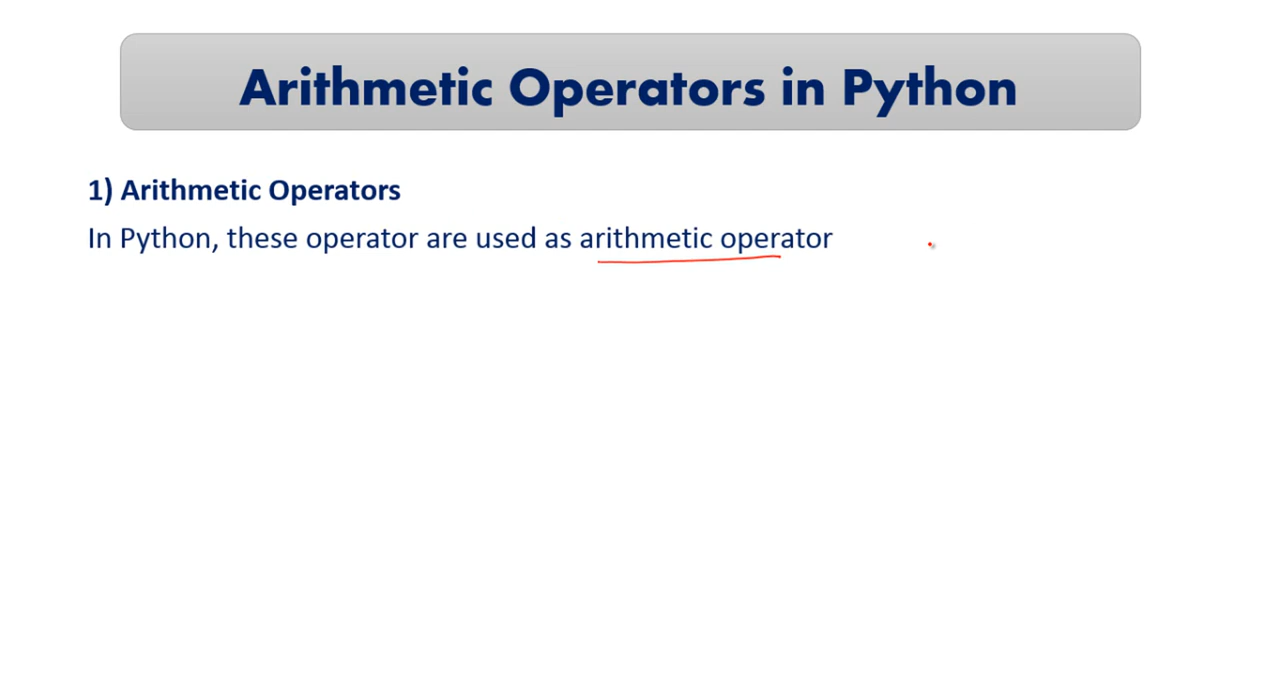 Arithmetic Operators in Python
1) Arithmetic Operators
In Python, these operator are used as arithmetic operator